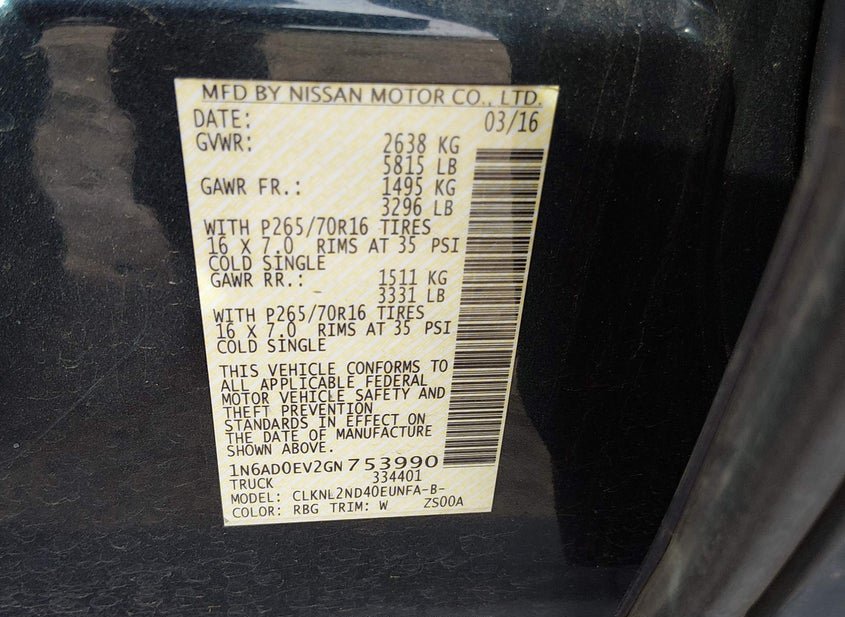 MFD BY NISSAN MOTOR CO., LTD.
DATE: 03/16
GVWR: 2638 KG
5815 LB
GAWR FR.: 1495 KG
3296 LB
WITH P265/70R16 TIRES
16 X 7.0 RIMS AT 35 PSI
COLD SINGLE
GAWR RR.: 1511 KG
3331 LB
WITH P265/70R16 TIRES
16 X 7.0 RIMS AT 35 PSI
COLD SINGLE
THIS VEHICLE CONFORMS TO
ALL APPLICABLE FEDERAL
MOTOR VEHICLE SAFETY AND
THEFT PREVENTION
STANDARDS IN EFFECT ON
THE DATE OF MANUFACTURE
SHOWN ABOVE.
1N6AD0EV2GN753990
TRUCK 334401
MODEL: CLKNL2ND40EUNFA-B-
COLOR: RBG TRIM: W ZS00A